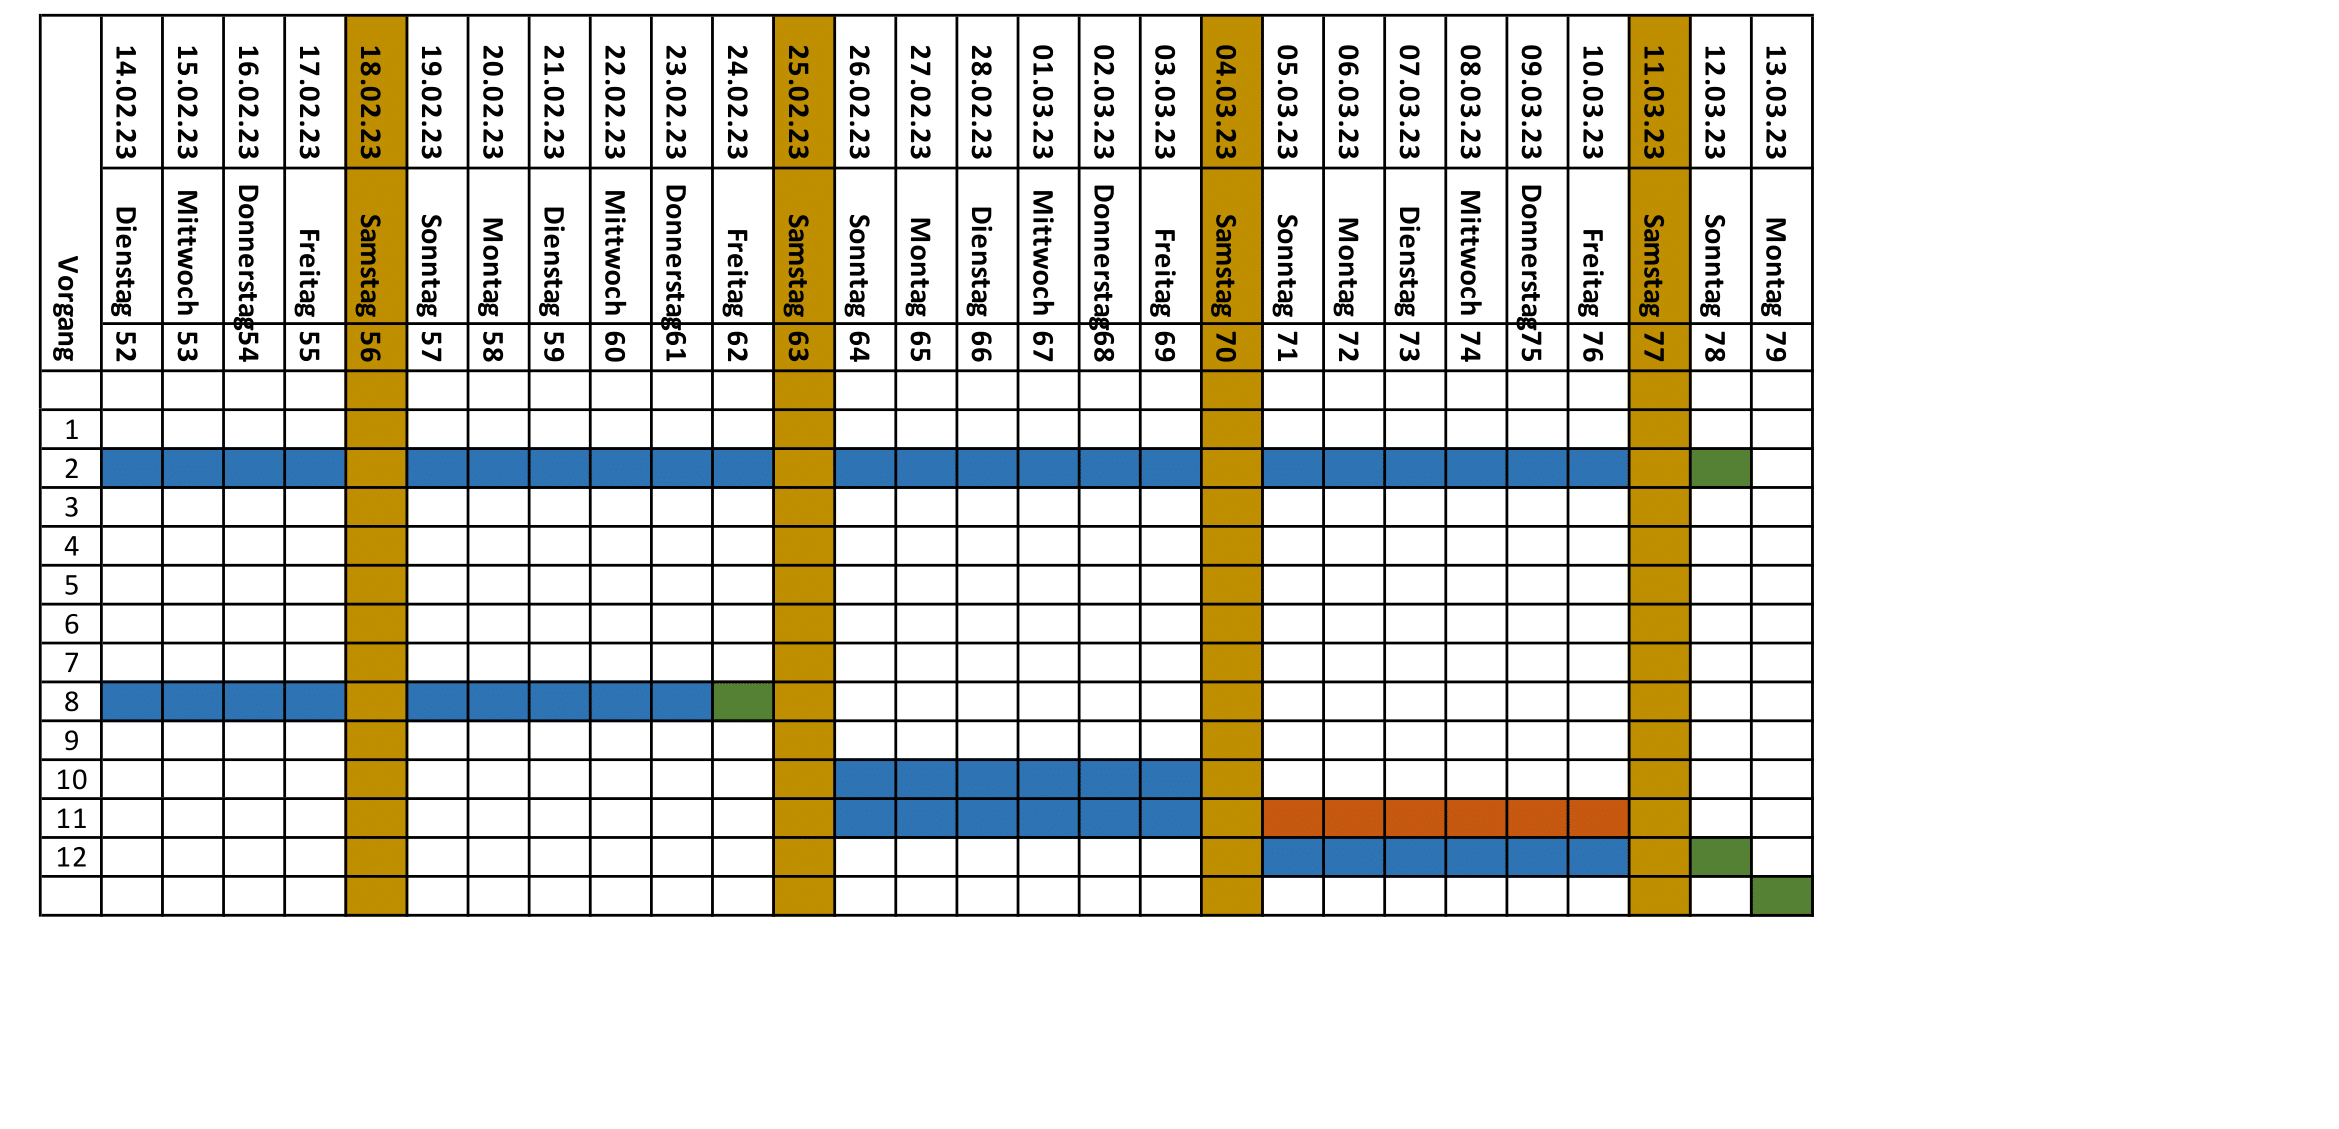 Vorgang
14.02.23 Dienstag 52
15.02.23 Mittwoch 53
16.02.23 Donnerstag 54
17.02.23 Freitag 55
18.02.23 Samstag 56
19.02.23 Sonntag 57
20.02.23 Montag 58
21.02.23 Dienstag 59
22.02.23 Mittwoch 60
23.02.23 Donnerstag 61
24.02.23 Freitag 62
25.02.23 Samstag 63
26.02.23 Sonntag 64
27.02.23 Montag 65
28.02.23 Dienstag 66
01.03.23 Mittwoch 67
02.03.23 Donnerstag 68
03.03.23 Freitag 69
04.03.23 Samstag 70
05.03.23 Sonntag 71
06.03.23 Montag 72
07.03.23 Dienstag 73
08.03.23 Mittwoch 74
09.03.23 Donnerstag 75
10.03.23 Freitag 76
11.03.23 Samstag 77
12.03.23 Sonntag 78
13.03.23 Montag 79
1
2
3
4
5
6
7
8
9
10
11
12